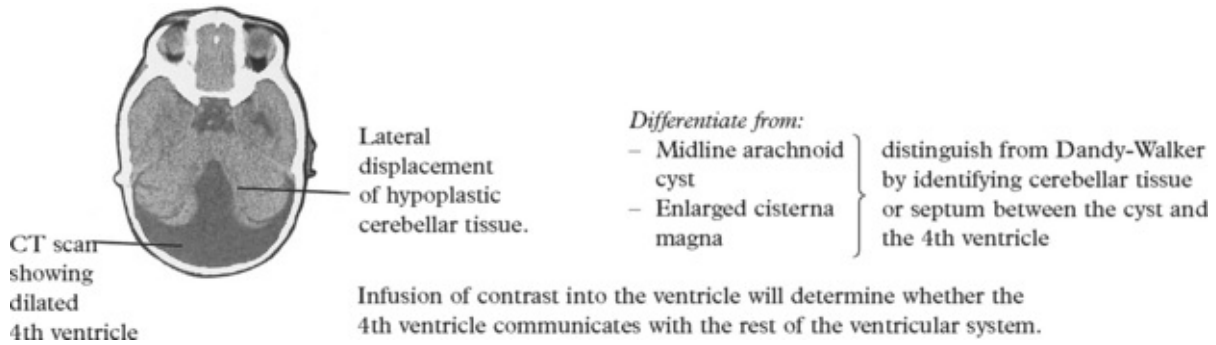 Lateral
displacement
of hypoplastic
cerebellar tissue.
CT scan
showing
dilated
4th ventricle
Differentiate from:
– Midline arachnoid
cyst
– Enlarged cisterna
magna
distinguish from Dandy-Walker
by identifying cerebellar tissue
or septum between the cyst and
the 4th ventricle
Infusion of contrast into the ventricle will determine whether the
4th ventricle communicates with the rest of the ventricular system.